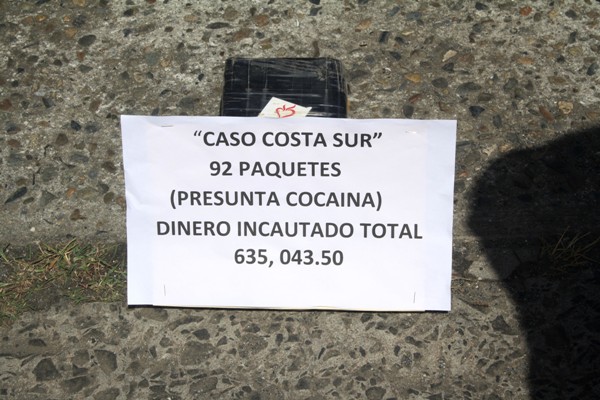 “CASO COSTA SUR”
92 PAQUETES
(PRESUNTA COCAINA)
DINERO INCAUTADO TOTAL
635, 043.50